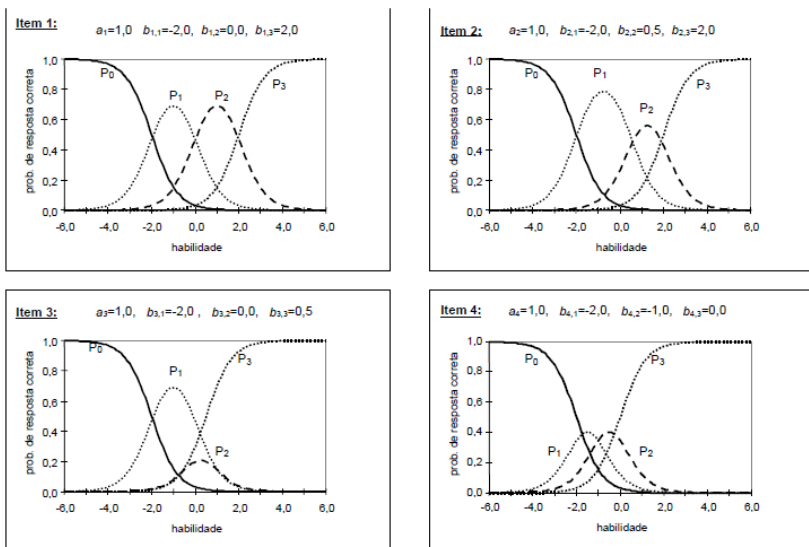 Item 1: a1=1,0 b1,1=-2,0 b1,2=0,0 b1,3=2,0
prob. de resposta correta
1,0
0,8
0,6
0,4
0,2
0,0
P0
P1
P2
P3
-6,0 -4,0 -2,0 0,0 2,0 4,0 6,0
habilidade
Item 2: a2=1,0 b2,1=-2,0 b2,2=0,5 b2,3=2,0
prob. de resposta correta
1,0
0,8
0,6
0,4
0,2
0,0
P0
P1
P2
P3
-6,0 -4,0 -2,0 0,0 2,0 4,0 6,0
habilidade
Item 3: a3=1,0 b3,1=-2,0 , b3,2=0,0 b3,3=0,5
prob. de resposta correta
1,0
0,8
0,6
0,4
0,2
0,0
P0
P1
P2
P3
-6,0 -4,0 -2,0 0,0 2,0 4,0 6,0
habilidade
Item 4: a4=1,0 b4,1=-2,0 b4,2=-1,0 b4,3=0,0
prob. de resposta correta
1,0
0,8
0,6
0,4
0,2
0,0
P0
P1
P2
P3
-6,0 -4,0 -2,0 0,0 2,0 4,0 6,0
habilidade